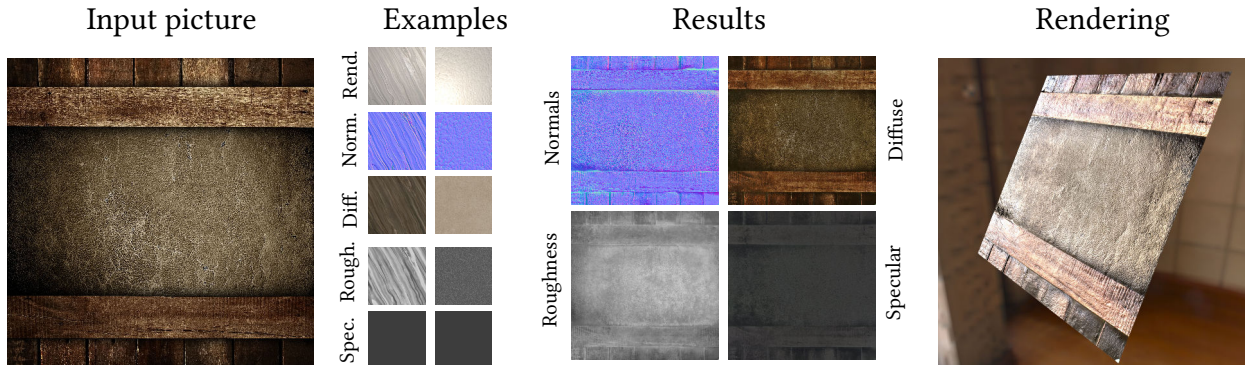 Input picture
Examples
Results
Rendering
Rend.
Norm.
Diff.
Rough.
Spec.
Normals
Diffuse
Roughness
Specular